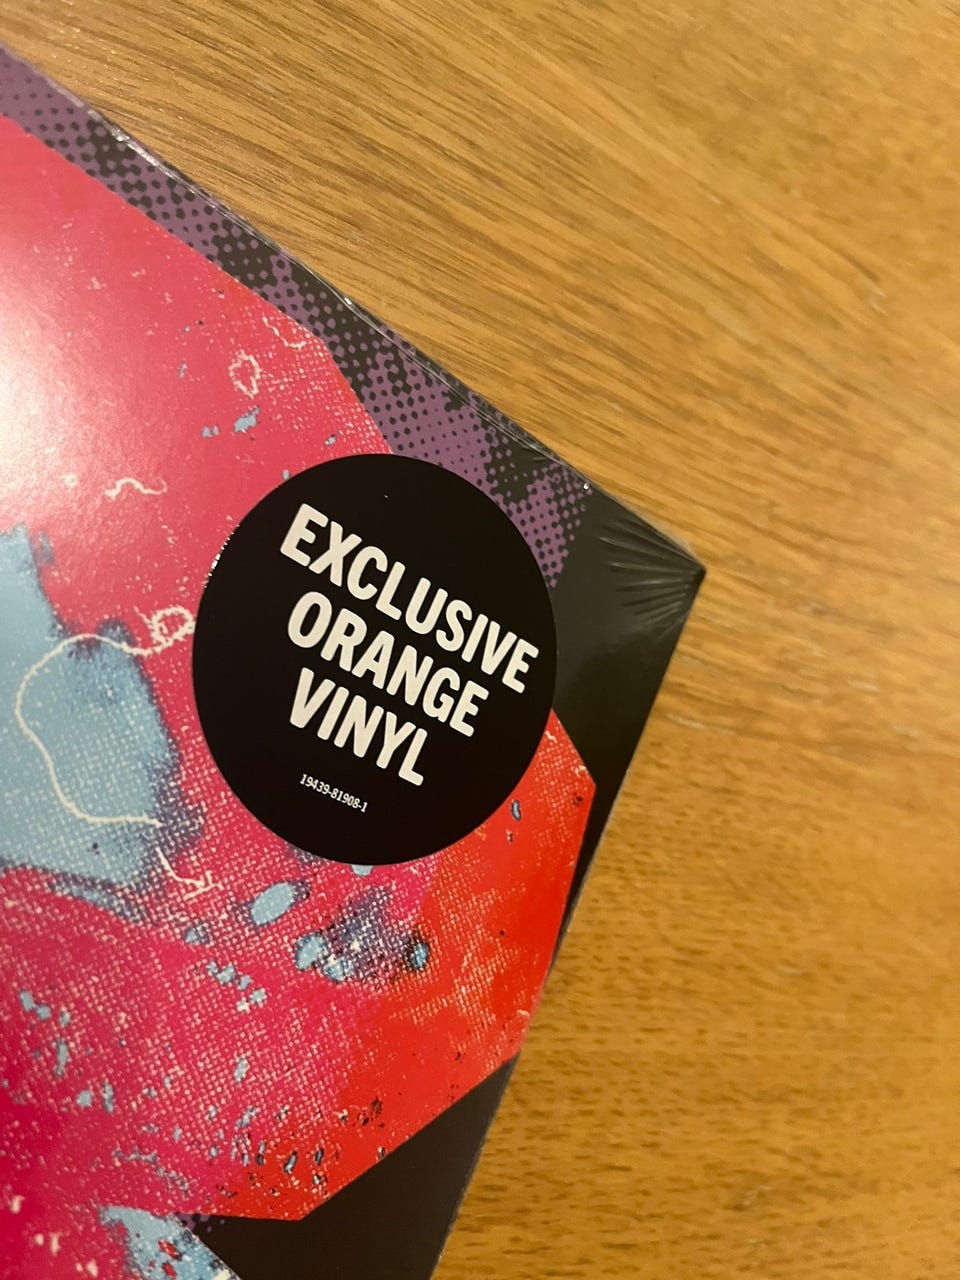 EXCLUSIVE
ORANGE
VINYL
19439-81908-1